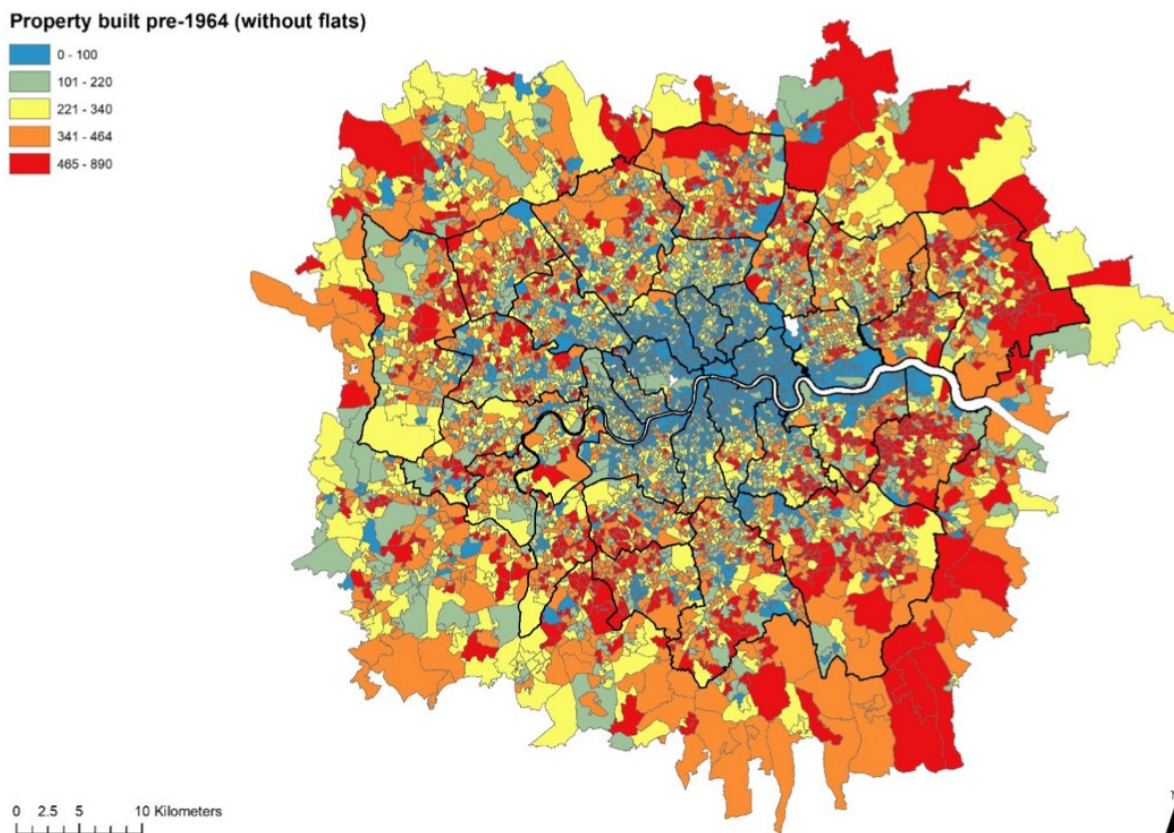 Property built pre-1964 (without flats)
0 - 100
101 - 220
221 - 340
341 - 464
465 - 890
0 2.5 5 10 Kilometers